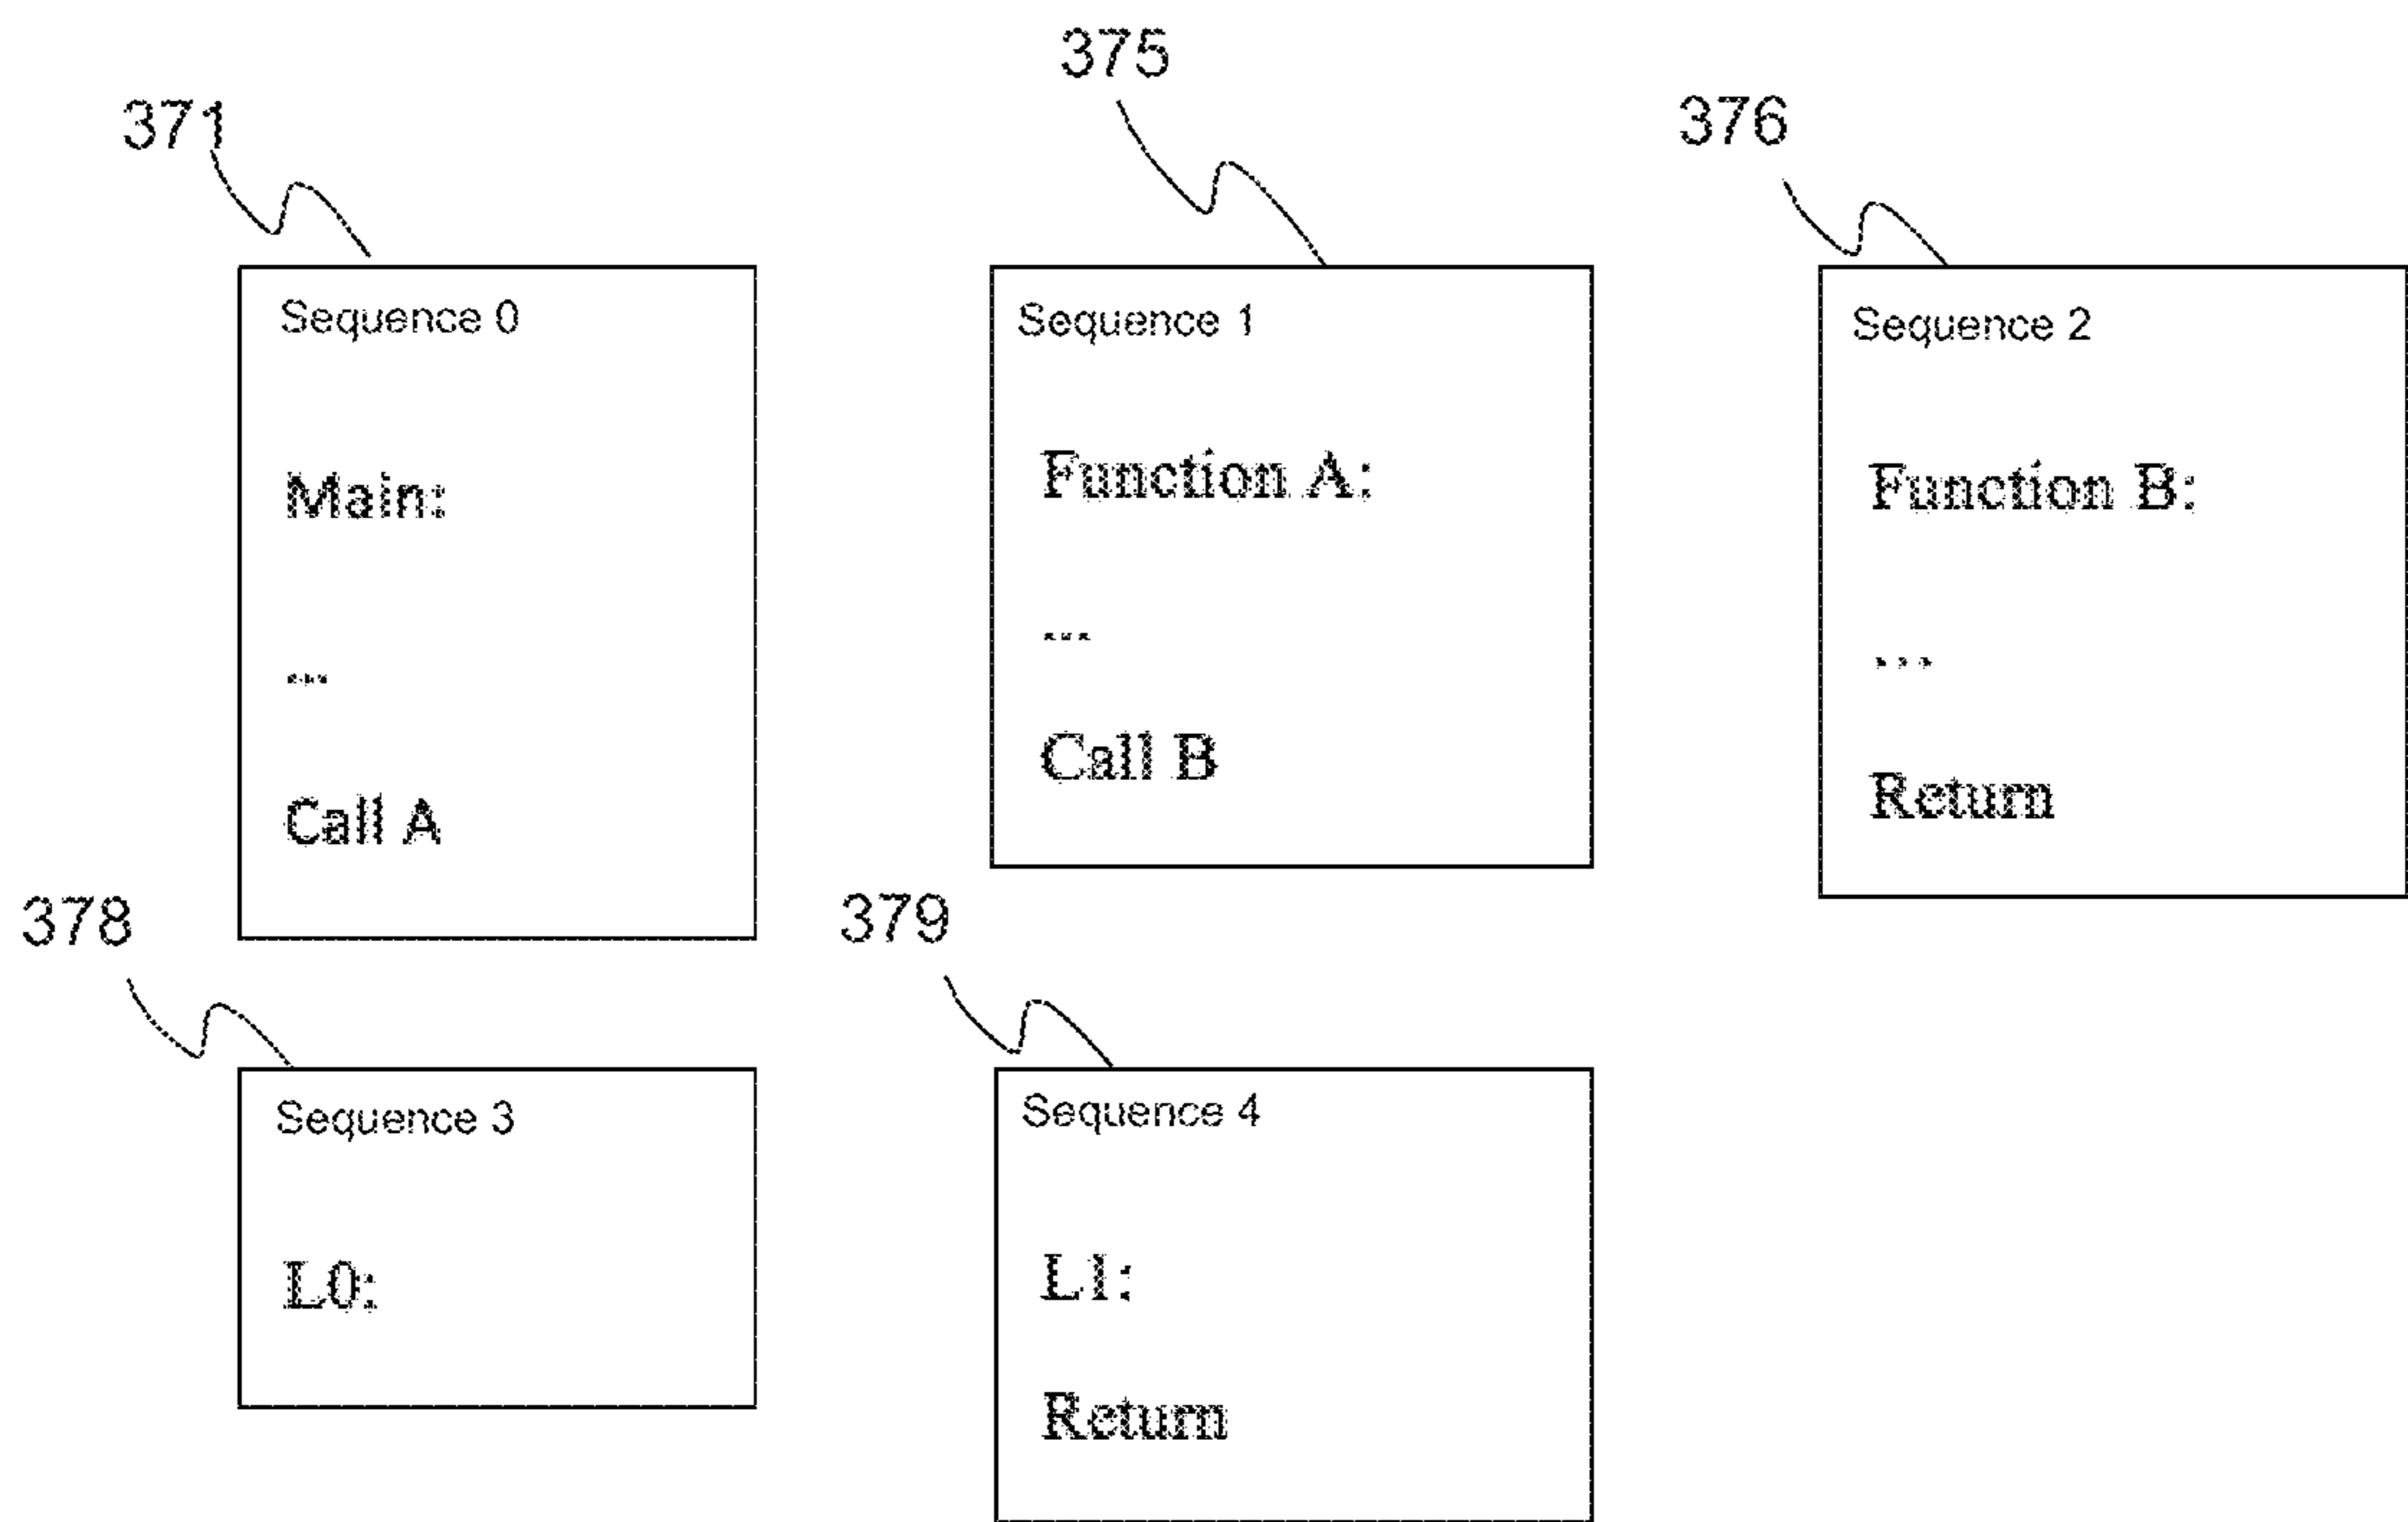 371
Sequence 0
Main:
...
Call A
375
Sequence 1
Function A:
...
Call B
376
Sequence 2
Function B:
...
Return
378
Sequence 3
L0:
379
Sequence 4
L1:
Return